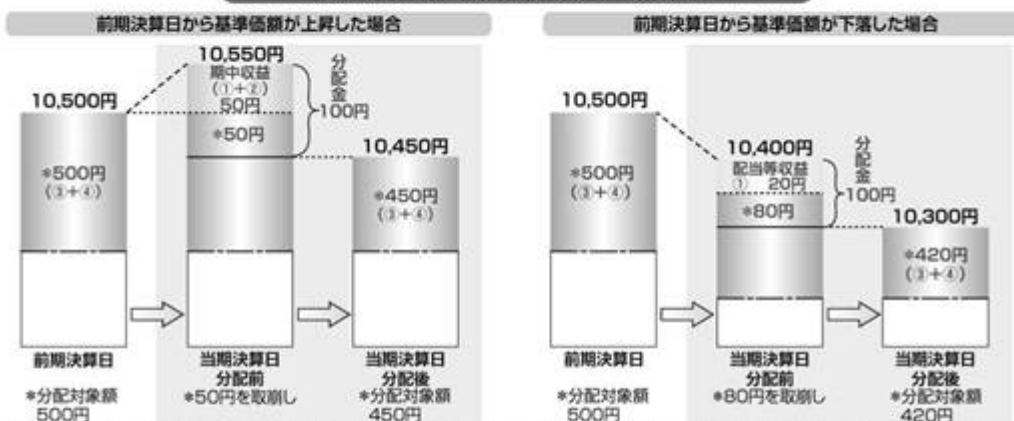 前期決算日から基準価額が上昇した場合
10,500円
*500円
(③+④)
前期決算日
*分配対象額
500円
10,550円
期中収益
(①+②)
50円
*50円
分配金
100円
当期決算日
分配前
*50円を取崩し
10,450円
*450円
(③+④)
当期決算日
分配後
*分配対象額
450円
前期決算日から基準価額が下落した場合
10,500円
*500円
(③+④)
前期決算日
*分配対象額
500円
10,400円
配当等収益
① 20円
*80円
分配金
100円
当期決算日
分配前
*80円を取崩し
10,300円
*420円
(③+④)
当期決算日
分配後
*分配対象額
420円